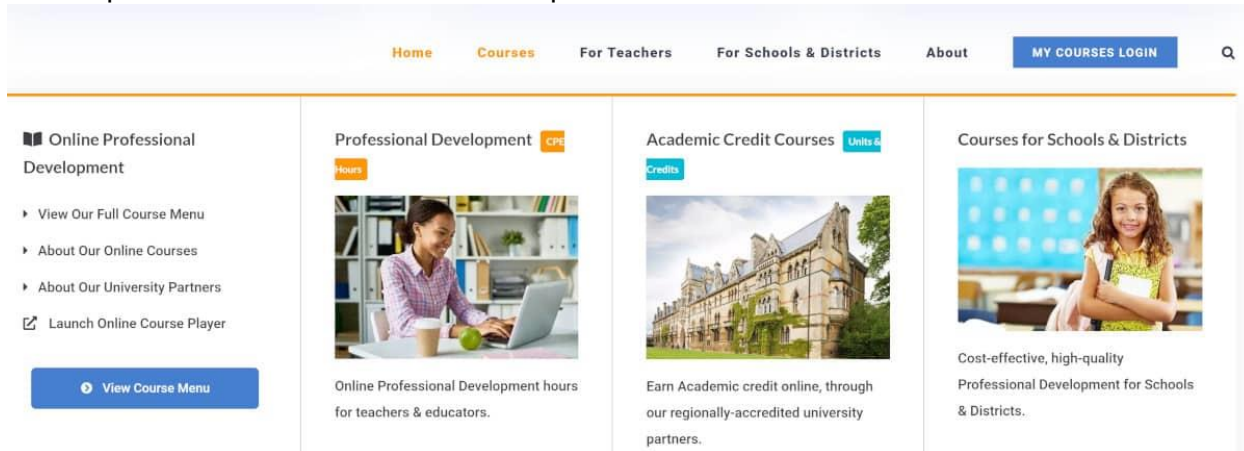 Home Courses For Teachers For Schools & Districts About MY COURSES LOGIN
Online Professional
Development
View Our Full Course Menu
About Our Online Courses
About Our University Partners
Launch Online Course Player
View Course Menu
Professional Development CPE
Hours
Online Professional Development hours
for teachers & educators.
Academic Credit Courses Units &
Credits
Earn Academic credit online, through
our regionally-accredited university
partners.
Courses for Schools & Districts
Cost-effective, high-quality
Professional Development for Schools
& Districts.